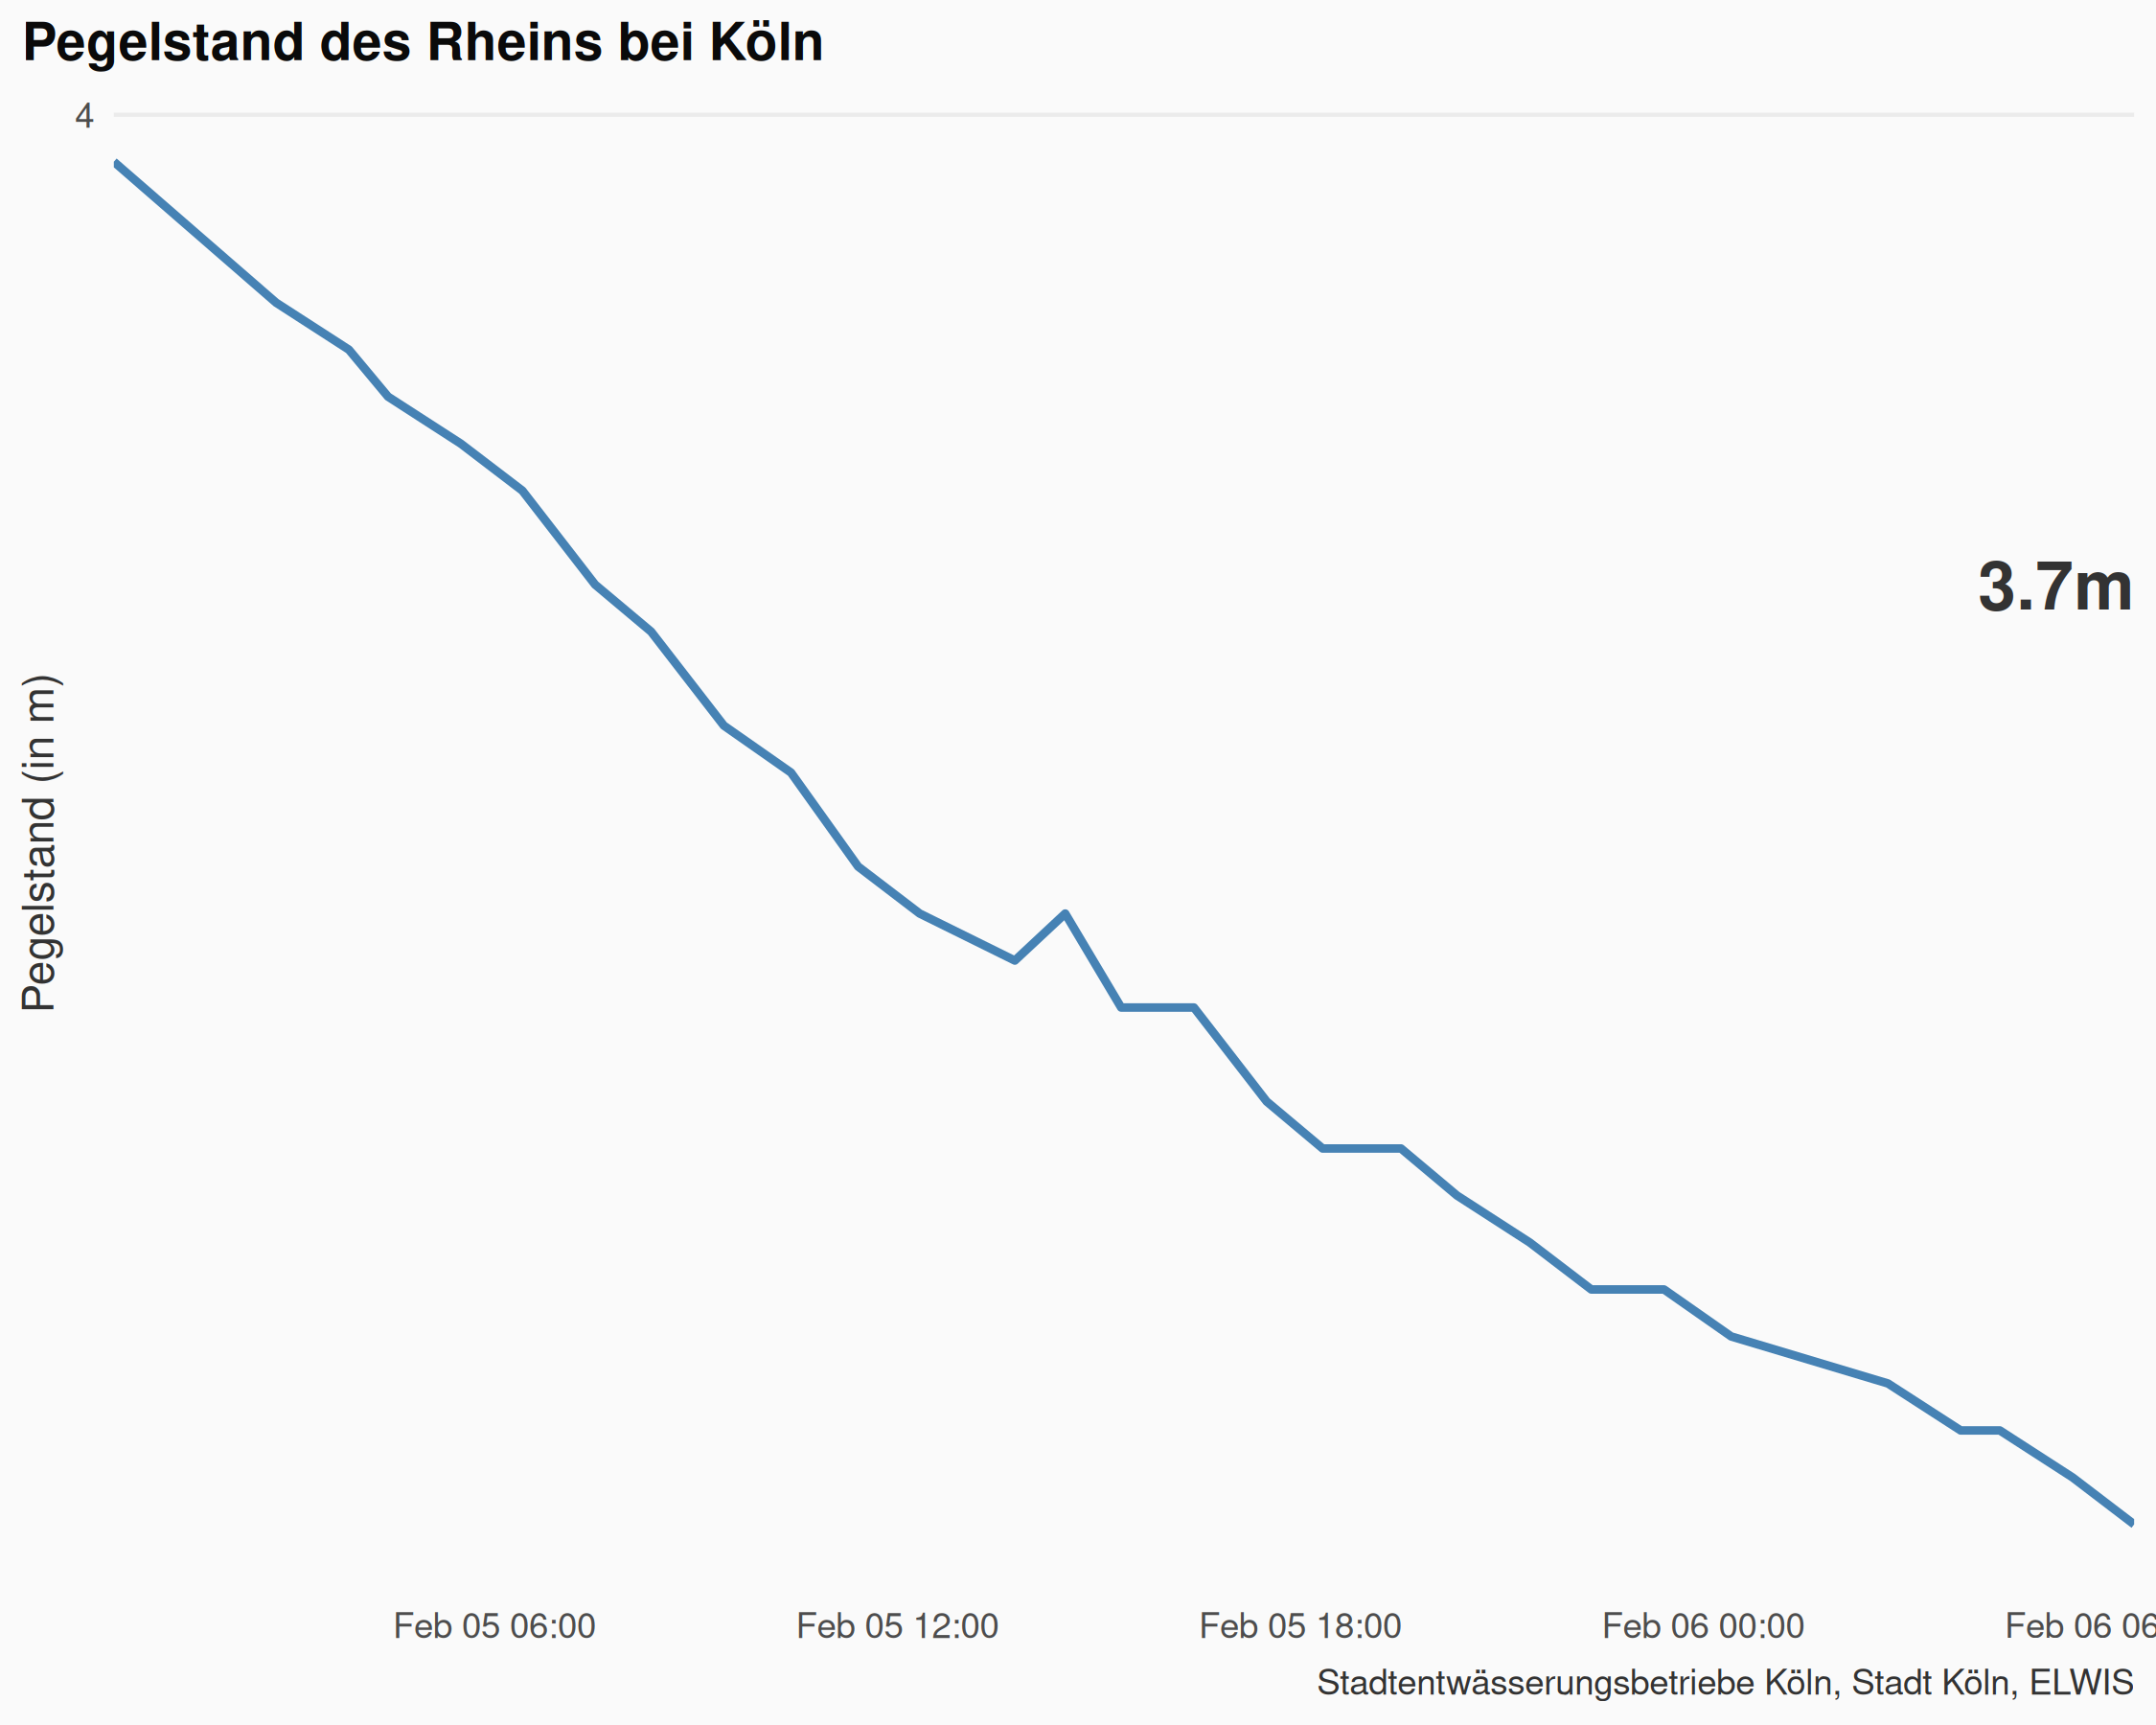 Pegelstand des Rheins bei Köln
4
3.7m
Pegelstand (in m)
Feb 05 06:00 Feb 05 12:00 Feb 05 18:00 Feb 06 00:00 Feb 06 06
Stadtentwässerungsbetriebe Köln, Stadt Köln, ELWIS